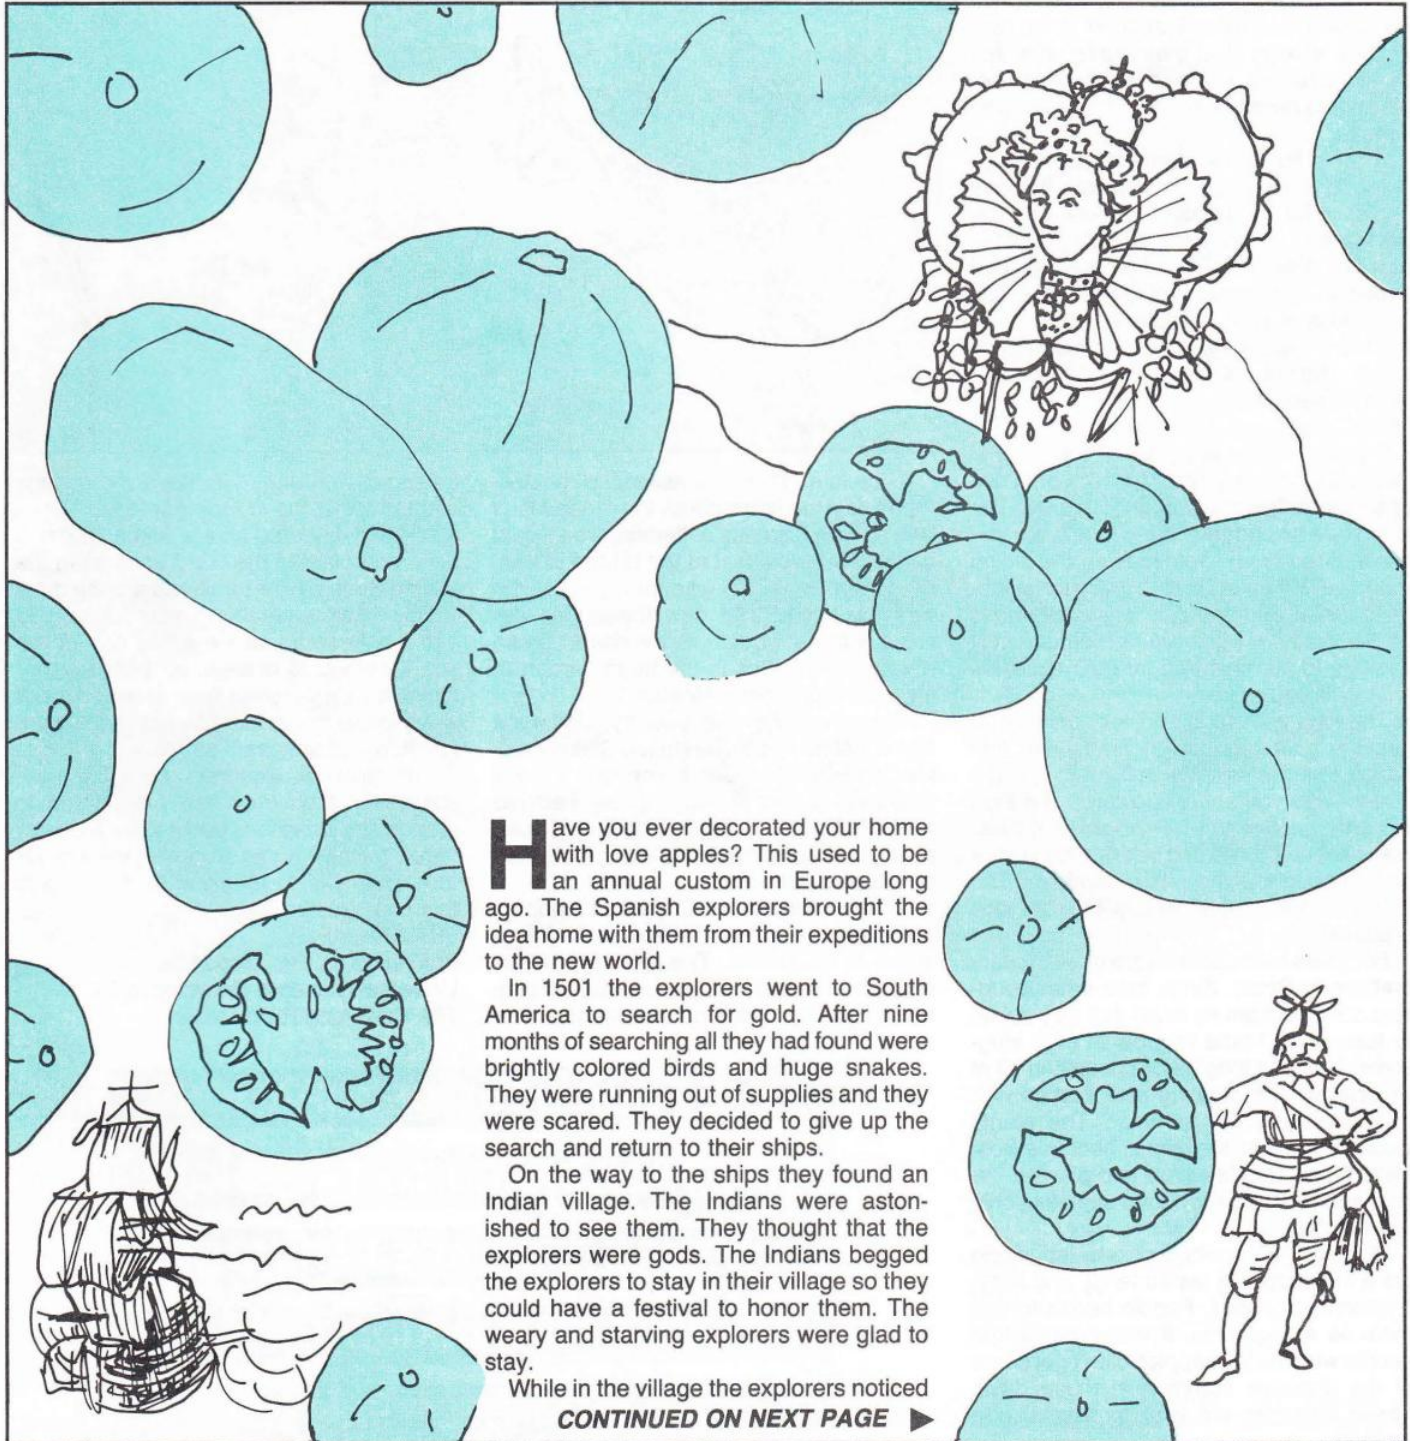 Have you ever decorated your home
with love apples? This used to be
an annual custom in Europe long
ago. The Spanish explorers brought the
idea home with them from their expeditions
to the new world.
In 1501 the explorers went to South
America to search for gold. After nine
months of searching all they had found were
brightly colored birds and huge snakes.
They were running out of supplies and they
were scared. They decided to give up the
search and return to their ships.
On the way to the ships they found an
Indian village. The Indians were aston-
ished to see them. They thought that the
explorers were gods. The Indians begged
the explorers to stay in their village so they
could have a festival to honor them. The
weary and starving explorers were glad to
stay.
While in the village the explorers noticed
CONTINUED ON NEXT PAGE ▶